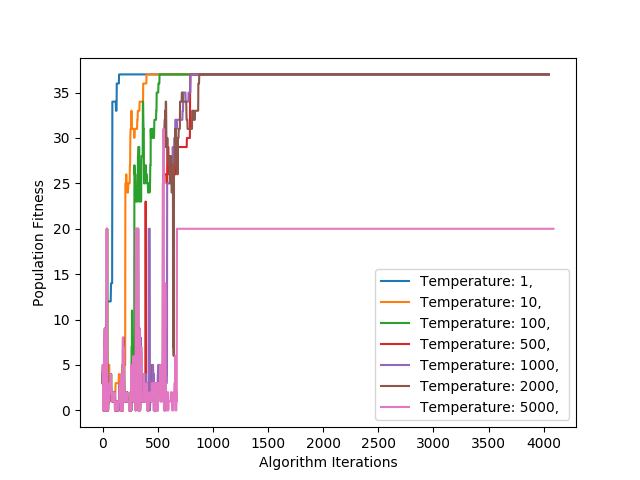 35
30
25
20
15
10
5
0
Population Fitness
Temperature: 1,
Temperature: 10,
Temperature: 100,
Temperature: 500,
Temperature: 1000,
Temperature: 2000,
Temperature: 5000,
0 500 1000 1500 2000 2500 3000 3500 4000
Algorithm Iterations